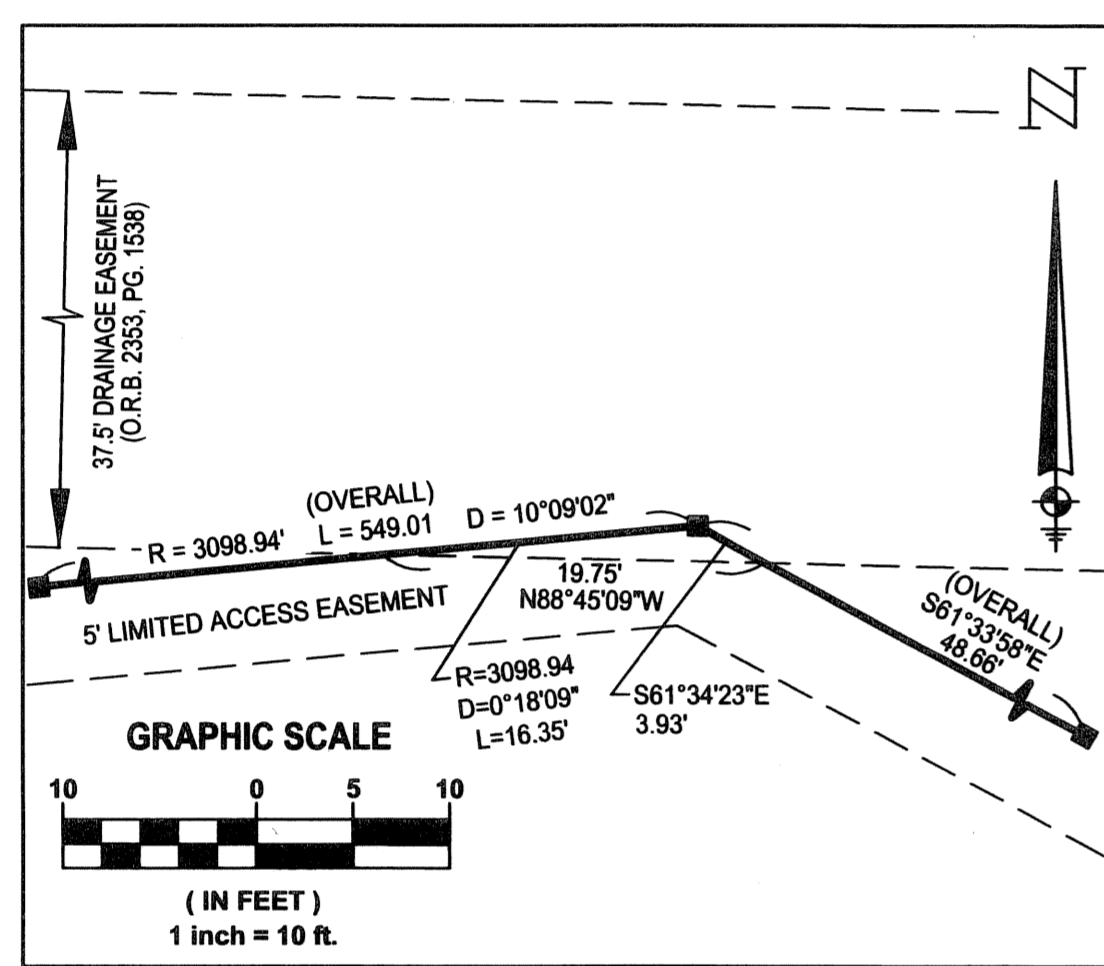 N
37.5' DRAINAGE EASEMENT
(O.R.B. 2353, PG. 1538)
(OVERALL)
R = 3098.94'
L = 549.01
D = 10°09'02"
19.75'
N88°45'09"W
5' LIMITED ACCESS EASEMENT
(OVERALL)
S61°33'58"E
48.66'
R=3098.94
D=0°18'09"
L=16.35'
S61°34'23"E
3.93'
GRAPHIC SCALE
10 0 5 10
( IN FEET )
1 inch = 10 ft.